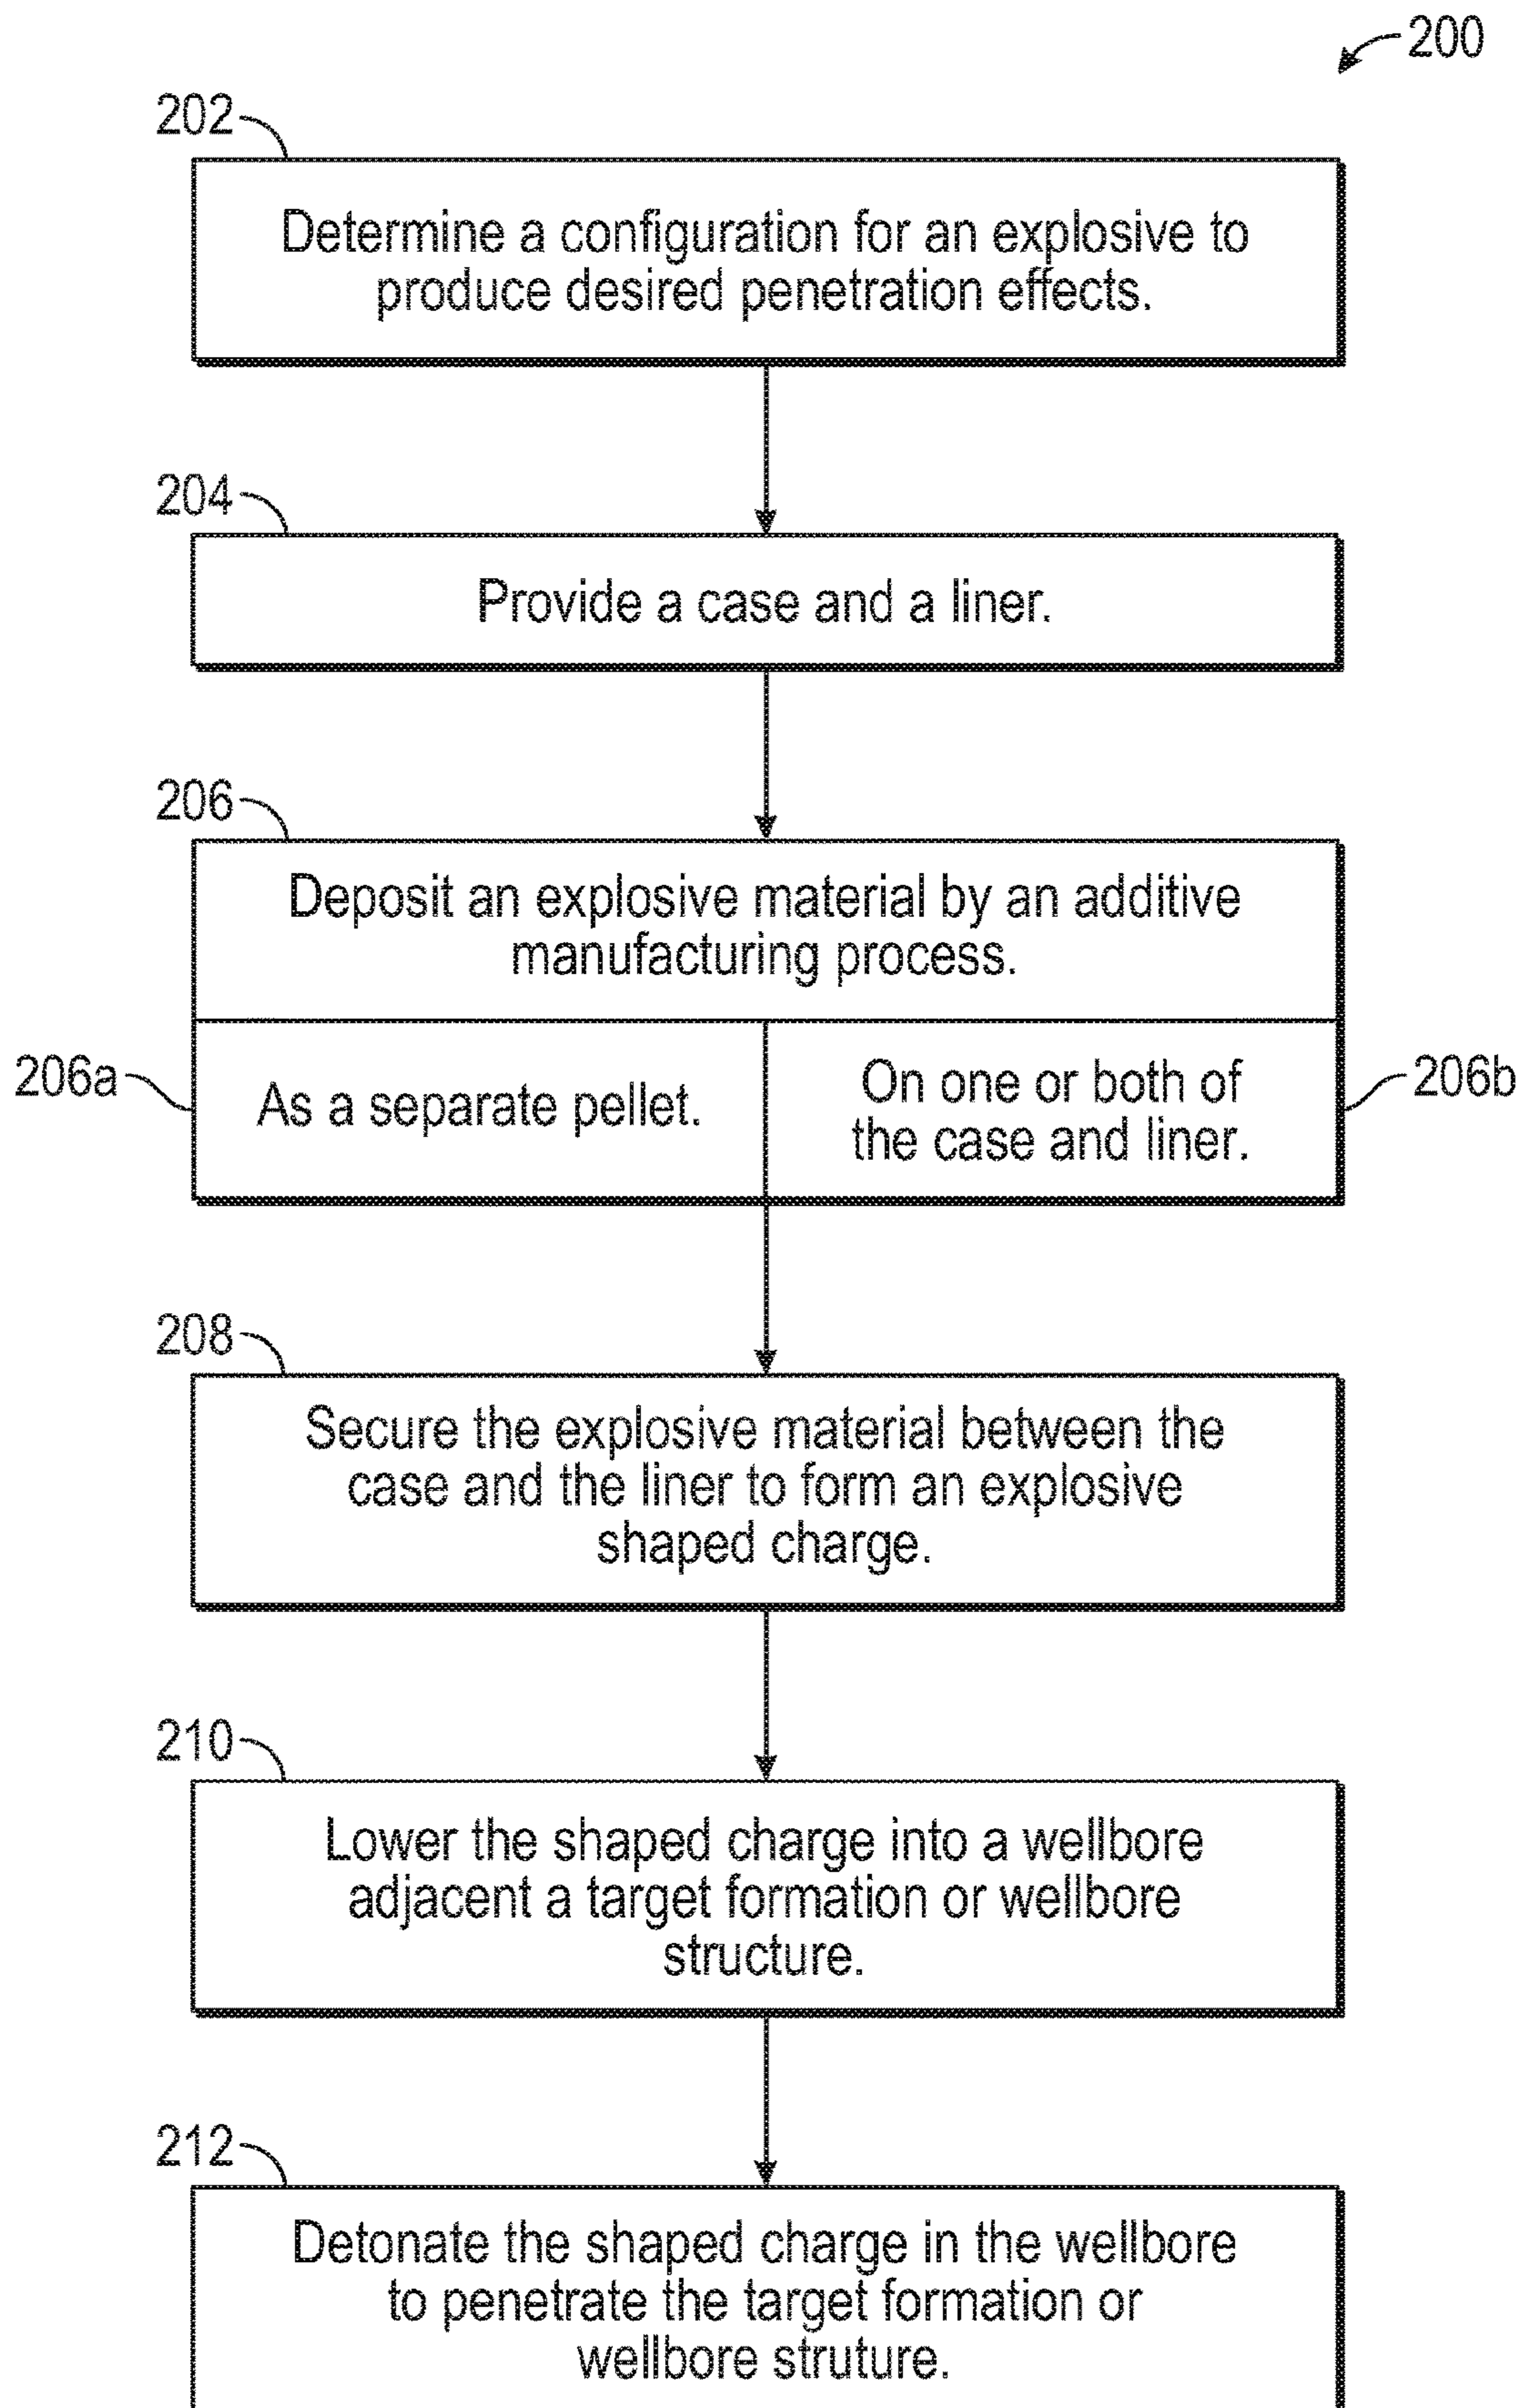 200
202
Determine a configuration for an explosive to
produce desired penetration effects.
204
Provide a case and a liner.
206
Deposit an explosive material by an additive
manufacturing process.
206a
As a separate pellet.
On one or both of
the case and liner.
206b
208
Secure the explosive material between the
case and the liner to form an explosive
shaped charge.
210
Lower the shaped charge into a wellbore
adjacent a target formation or wellbore
structure.
212
Detonate the shaped charge in the wellbore
to penetrate the target formation or
wellbore struture.